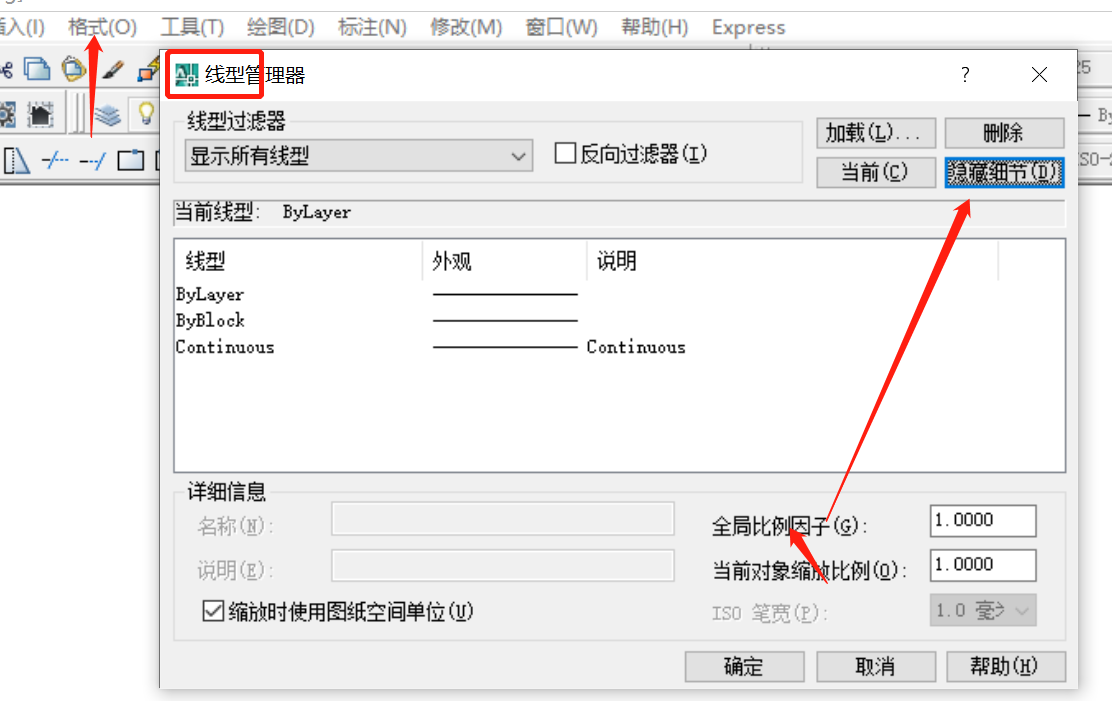 插入(I) 格式(O) 工具(T) 绘图(D) 标注(N) 修改(M) 窗口(W) 帮助(H) Express
线型管理器
?
25
线型过滤器
显示所有线型
反向过滤器(I)
加载(L)...
删除
当前(C)
隐藏细节(D)
当前线型: ByLayer
线型 外观 说明
ByLayer
ByBlock
Continuous Continuous
详细信息
名称(N):
全局比例因子(G): 1.0000
说明(E):
当前对象缩放比例(O): 1.0000
缩放时使用图纸空间单位(U)
ISO 笔宽(P): 1.0
确定 取消 帮助(H)